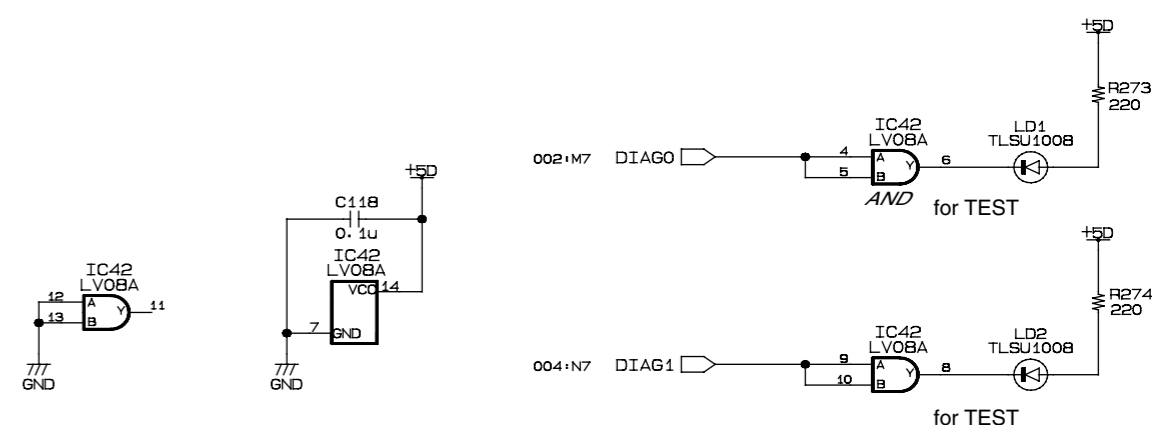 +5D
R273
220
IC42
LV08A
LD1
TLSU1008
002:M7 DIAG0
4
A
5
B
Y
6
AND
for TEST
+5D
C118
0.1u
IC42
LV08A
VCC
14
7
GND
GND
IC42
LV08A
12
A
13
B
Y
11
GND
+5D
R274
220
IC42
LV08A
LD2
TLSU1008
004:N7 DIAG1
9
A
10
B
Y
8
for TEST